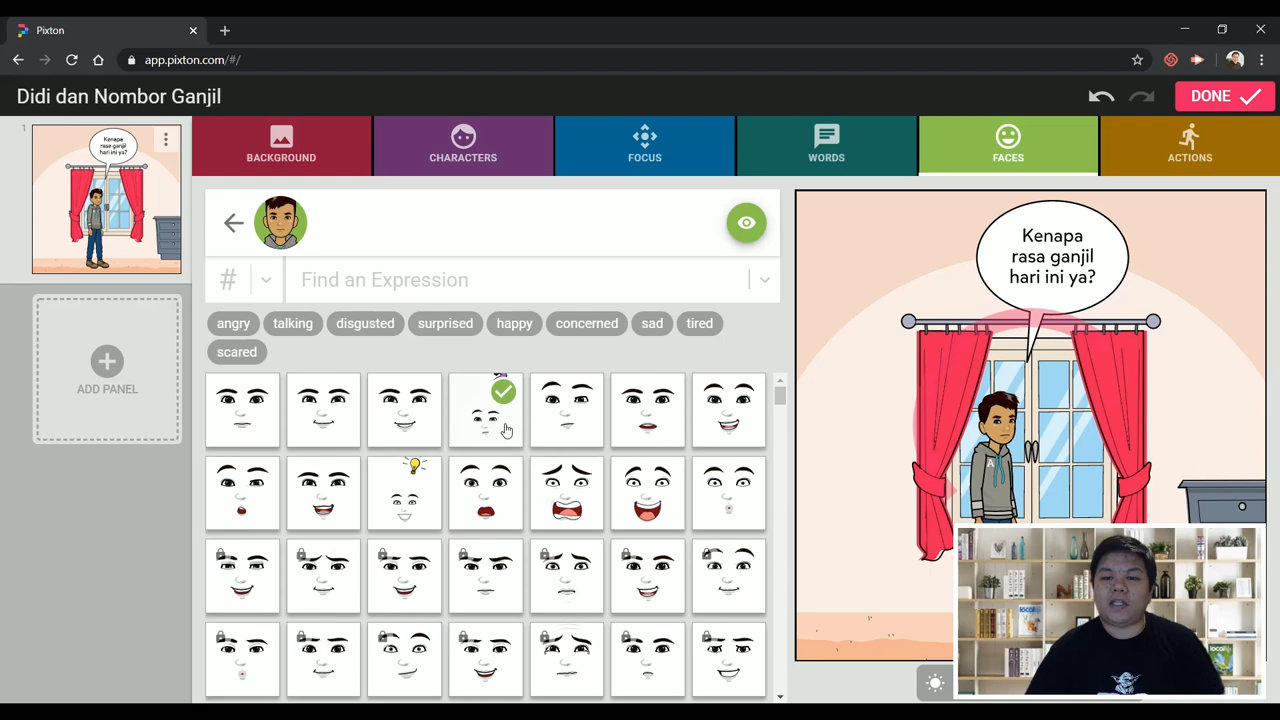 Pixton
app.pixton.com/#/
Didi dan Nombor Ganjil
DONE
1
Kenapa
rasa ganjil
hari ini ya?
ADD PANEL
BACKGROUND
CHARACTERS
FOCUS
WORDS
FACES
ACTIONS
#
Find an Expression
angry
talking
disgusted
surprised
happy
concerned
sad
tired
scared
Kenapa
rasa ganjil
hari ini ya?
A